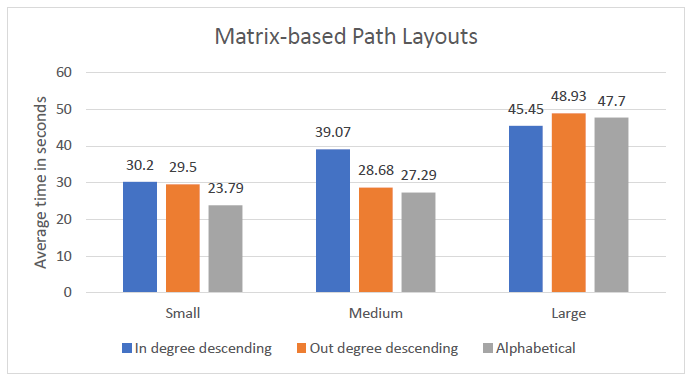 Matrix-based Path Layouts
Average time in seconds
60
50
40
30
20
10
0
30.2
29.5
23.79
39.07
28.68
27.29
45.45
48.93
47.7
Small
Medium
Large
In degree descending
Out degree descending
Alphabetical